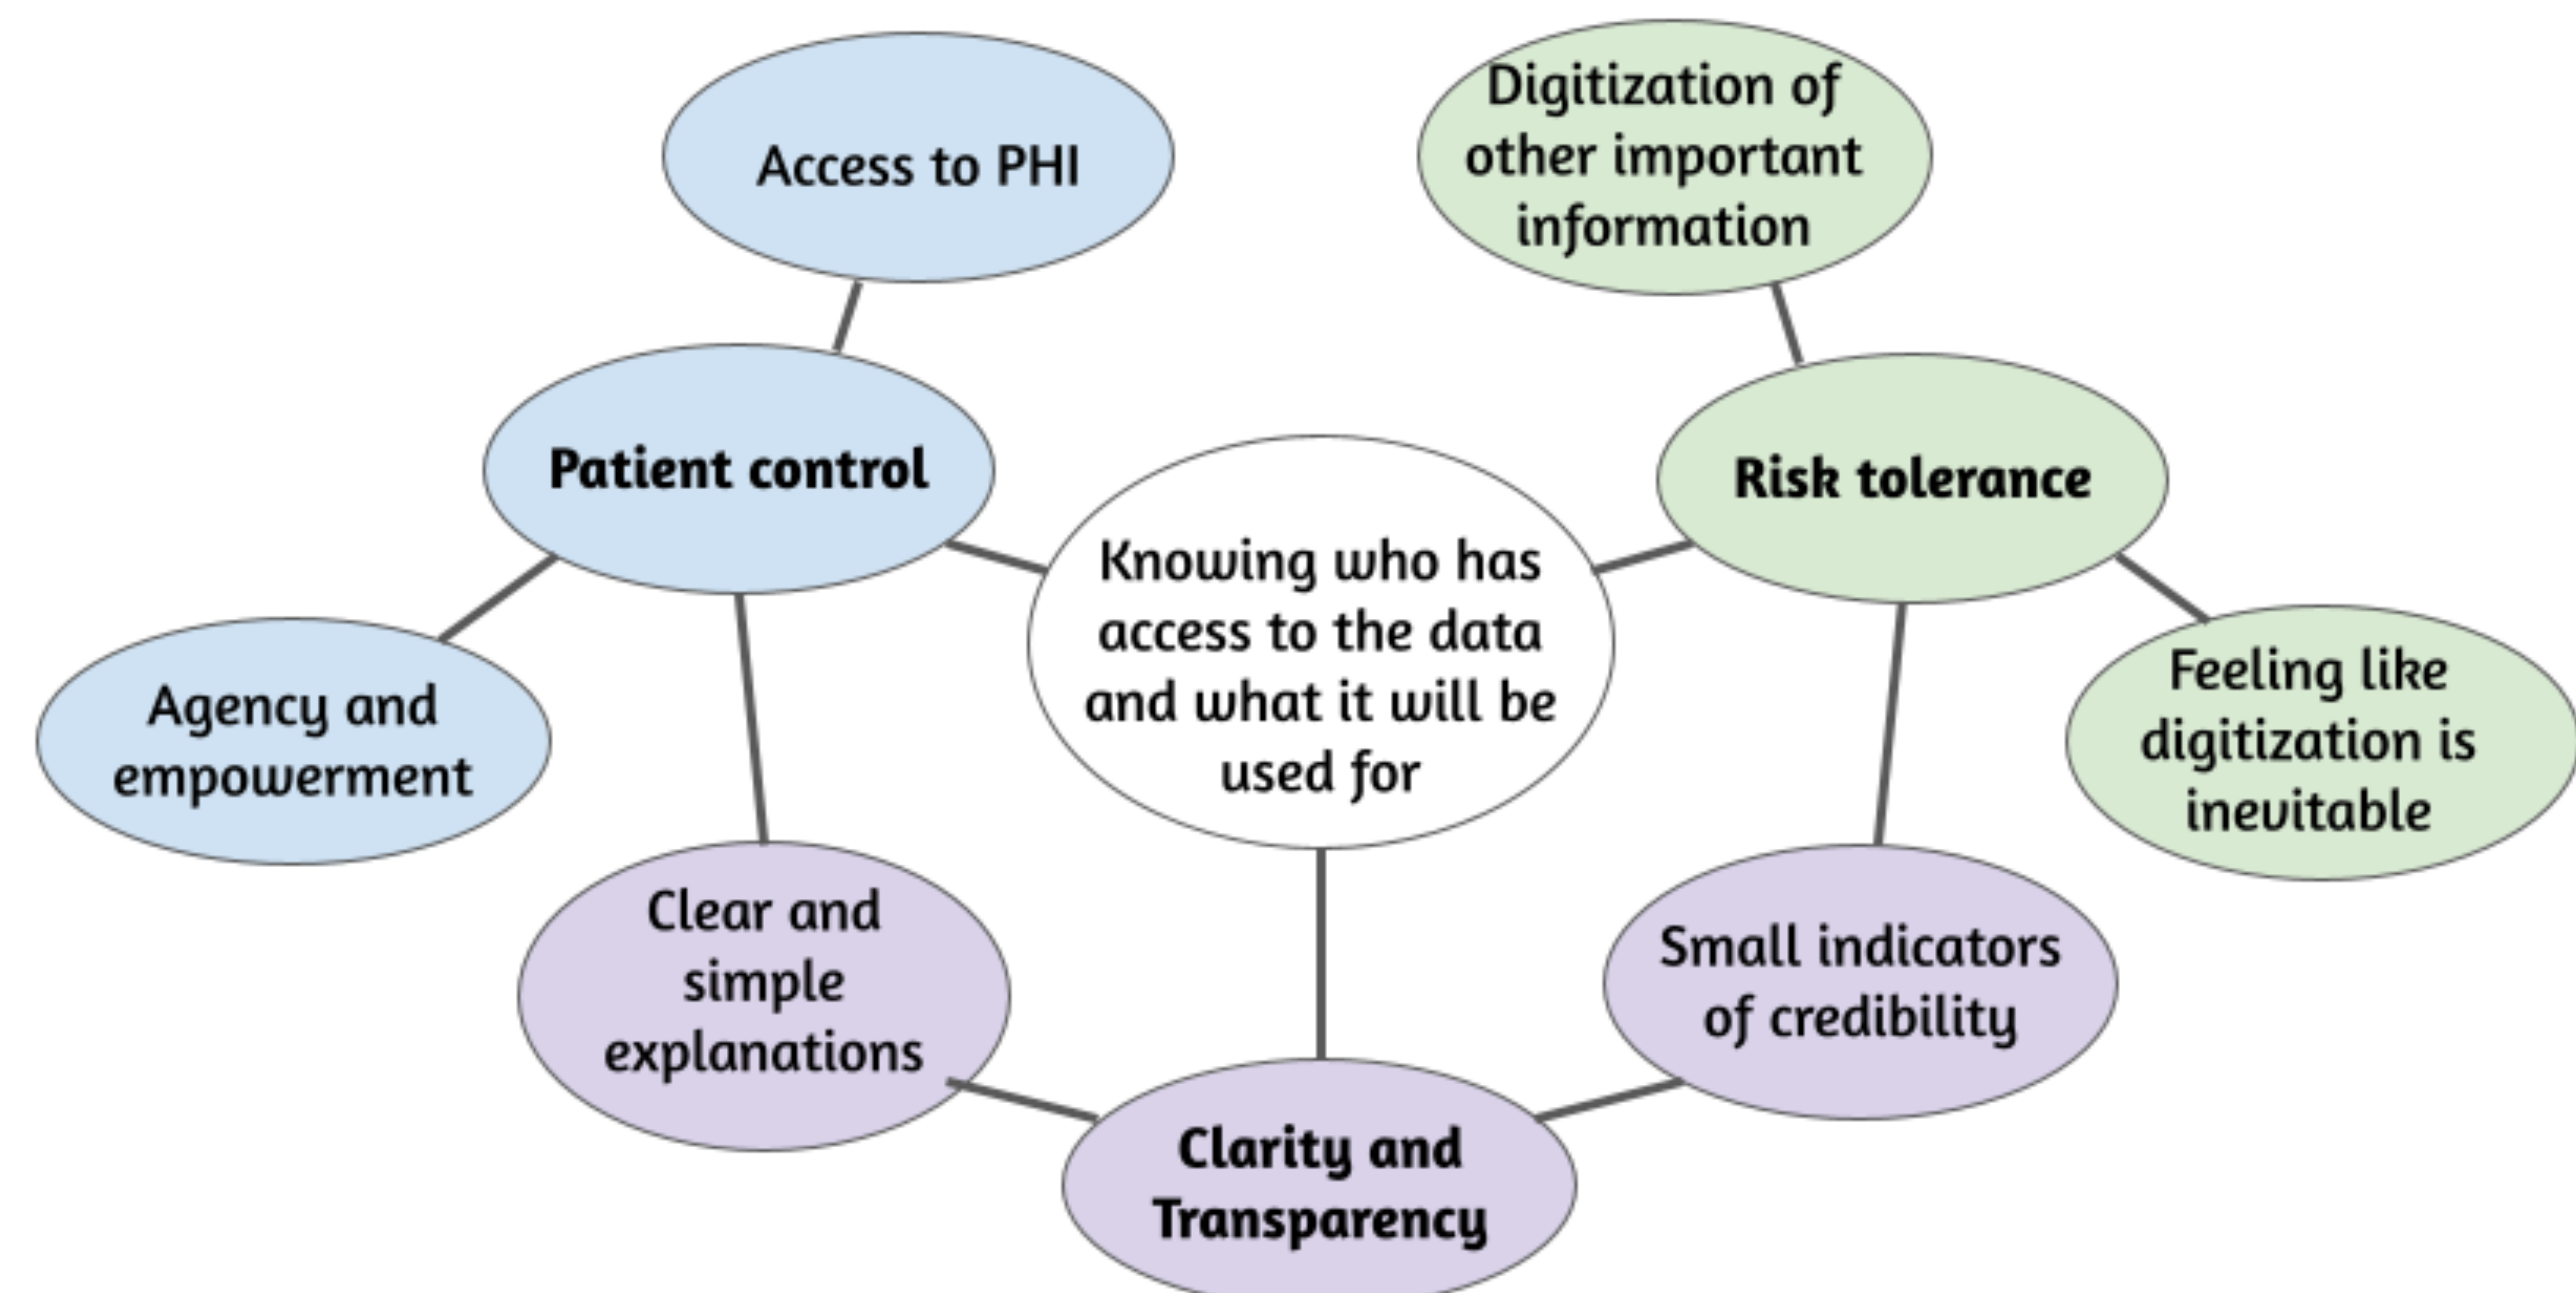 Access to PHI
Digitization of
other important
information
Patient control
Risk tolerance
Knowing who has
access to the data
and what it will be
used for
Agency and
empowerment
Feeling like
digitization is
inevitable
Clear and
simple
explanations
Small indicators
of credibility
Clarity and
Transparency